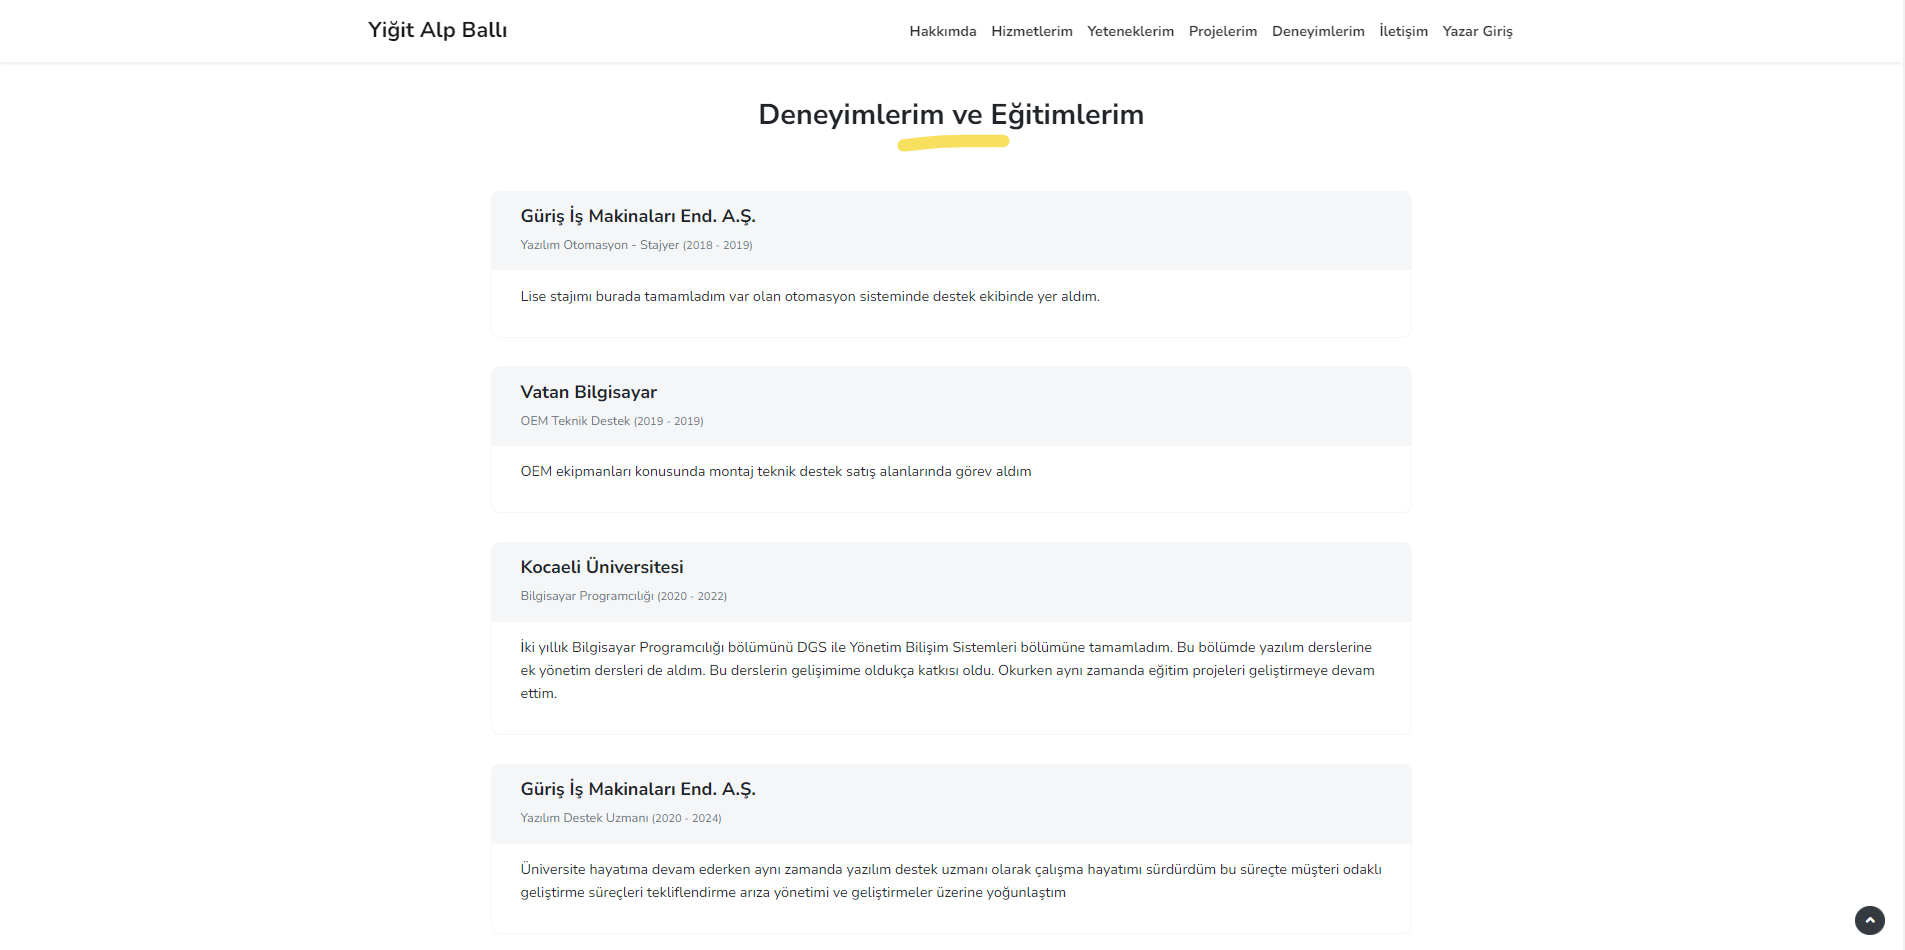 Yiğit Alp Ballı
Hakkımda Hizmetlerim Yeteneklerim Projelerim Deneyimlerim İletişim Yazar Giriş
Deneyimlerim ve Eğitimlerim
Güriş İş Makinaları End. A.Ş.
Yazılım Otomasyon - Stajyer (2018 - 2019)
Lise stajımı burada tamamladım var olan otomasyon sisteminde destek ekibinde yer aldım.
Vatan Bilgisayar
OEM Teknik Destek (2019 - 2019)
OEM ekipmanları konusunda montaj teknik destek satış alanlarında görev aldım
Kocaeli Üniversitesi
Bilgisayar Programcılığı (2020 - 2022)
İki yıllık Bilgisayar Programcılığı bölümünü DGS ile Yönetim Bilişim Sistemleri bölümüne tamamladım. Bu bölümde yazılım derslerine
ek yönetim dersleri de aldım. Bu derslerin gelişimime oldukça katkısı oldu. Okurken aynı zamanda eğitim projeleri geliştirmeye devam
ettim.
Güriş İş Makinaları End. A.Ş.
Yazılım Destek Uzmanı (2020 - 2024)
Üniversite hayatıma devam ederken aynı zamanda yazılım destek uzmanı olarak çalışma hayatımı sürdürdüm bu süreçte müşteri odaklı
geliştirme süreçleri tekliflendirme arıza yönetimi ve geliştirmeler üzerine yoğunlaştım